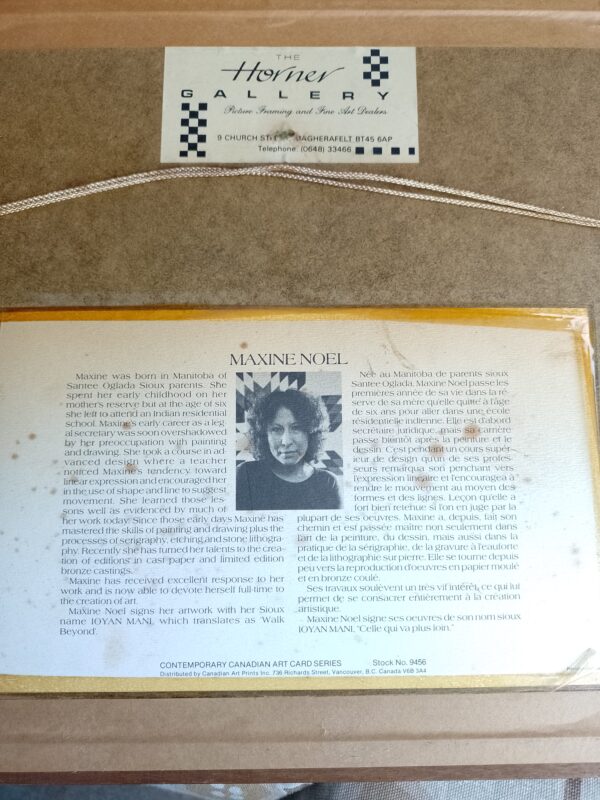 THE
Horner
GALLERY
Picture Framing and Fine Art Dealers
9 CHURCH MAGHERAFELT BT45 6AP
Telephone. (0648) 33466
MAXINE NOEL
Maxine was born in Manitoba of
Santee Oglada Sioux parents. She
spent her early childhood on her
mother's reserve but at the age of six
she left to attend an Indian residential
school. Maxine's early career as a leg-
al secretary was soon overshadowed
by her preoccupation with painting
and drawing. She took a course in ad-
vanced design where a teacher
noticed Maxine's tendency toward
linear expression and encouraged her
in the use of shape and line to suggest
movement. She learned those les-
sons well as evidenced by much of
her work today. Since those early days Maxine has
mastered the skills of painting and drawing plus the
processes of serigraphy, etching and stone lithogra-
phy. Recently she has turned her talents to the crea-
tion of editions in cast paper and limited edition
bronze castings.
Maxine has received excellent response to her
work and is now able to devote herself full-time to
the creation of art.
Maxine Noel signs her artwork with her Sioux
name IOYAN MANI, which translates as 'Walk
Beyond'.
Née au Manitoba de parents sioux
Santee Oglada, Maxine Noel passe les
premières année de sa vie dans la ré-
serve de sa mère qu'elle quitte à l'age
de six ans pour aller dans une école
résidentielle indienne. Elle est d'abord
secrétaire juridique, mais sa carrière
passe bientôt après la peinture et le
dessin. C'est pendant un cours supér-
ieur de design qu'un de ses profes-
seurs remarqua son penchant vers
l'expression linéaire et l'encouragea à
rendre le mouvement au moyen des
formes et des lignes. Leçon qu'elle a
fort bien retenue si l'on en juge par la
plupart de ses oeuvres. Maxine a, depuis, fait son
chemin et est passée maître non seulement dans
l'art de la peinture, du dessin, mais aussi dans la
pratique de la sérigraphie, de la gravure à l'eauforte
et de la lithographie sur pierre. Elle se tourne depuis
peu vers la reproduction d'oeuvres en papier moulé
et en bronze coulé.
Ses travaux soulèvent un très vif intérêt, ce qui lui
permet de se consacrer entièrement à la création
artistique.
Maxine Noel signe ses oeuvres de son nom sioux
IOYAN MANI, "Celle qui va plus loin."
CONTEMPORARY CANADIAN ART CARD SERIES Stock No. 9456
Distributed by Canadian Art Prints Inc. 736 Richards Street, Vancouver, B.C. Canada V6B 3A4